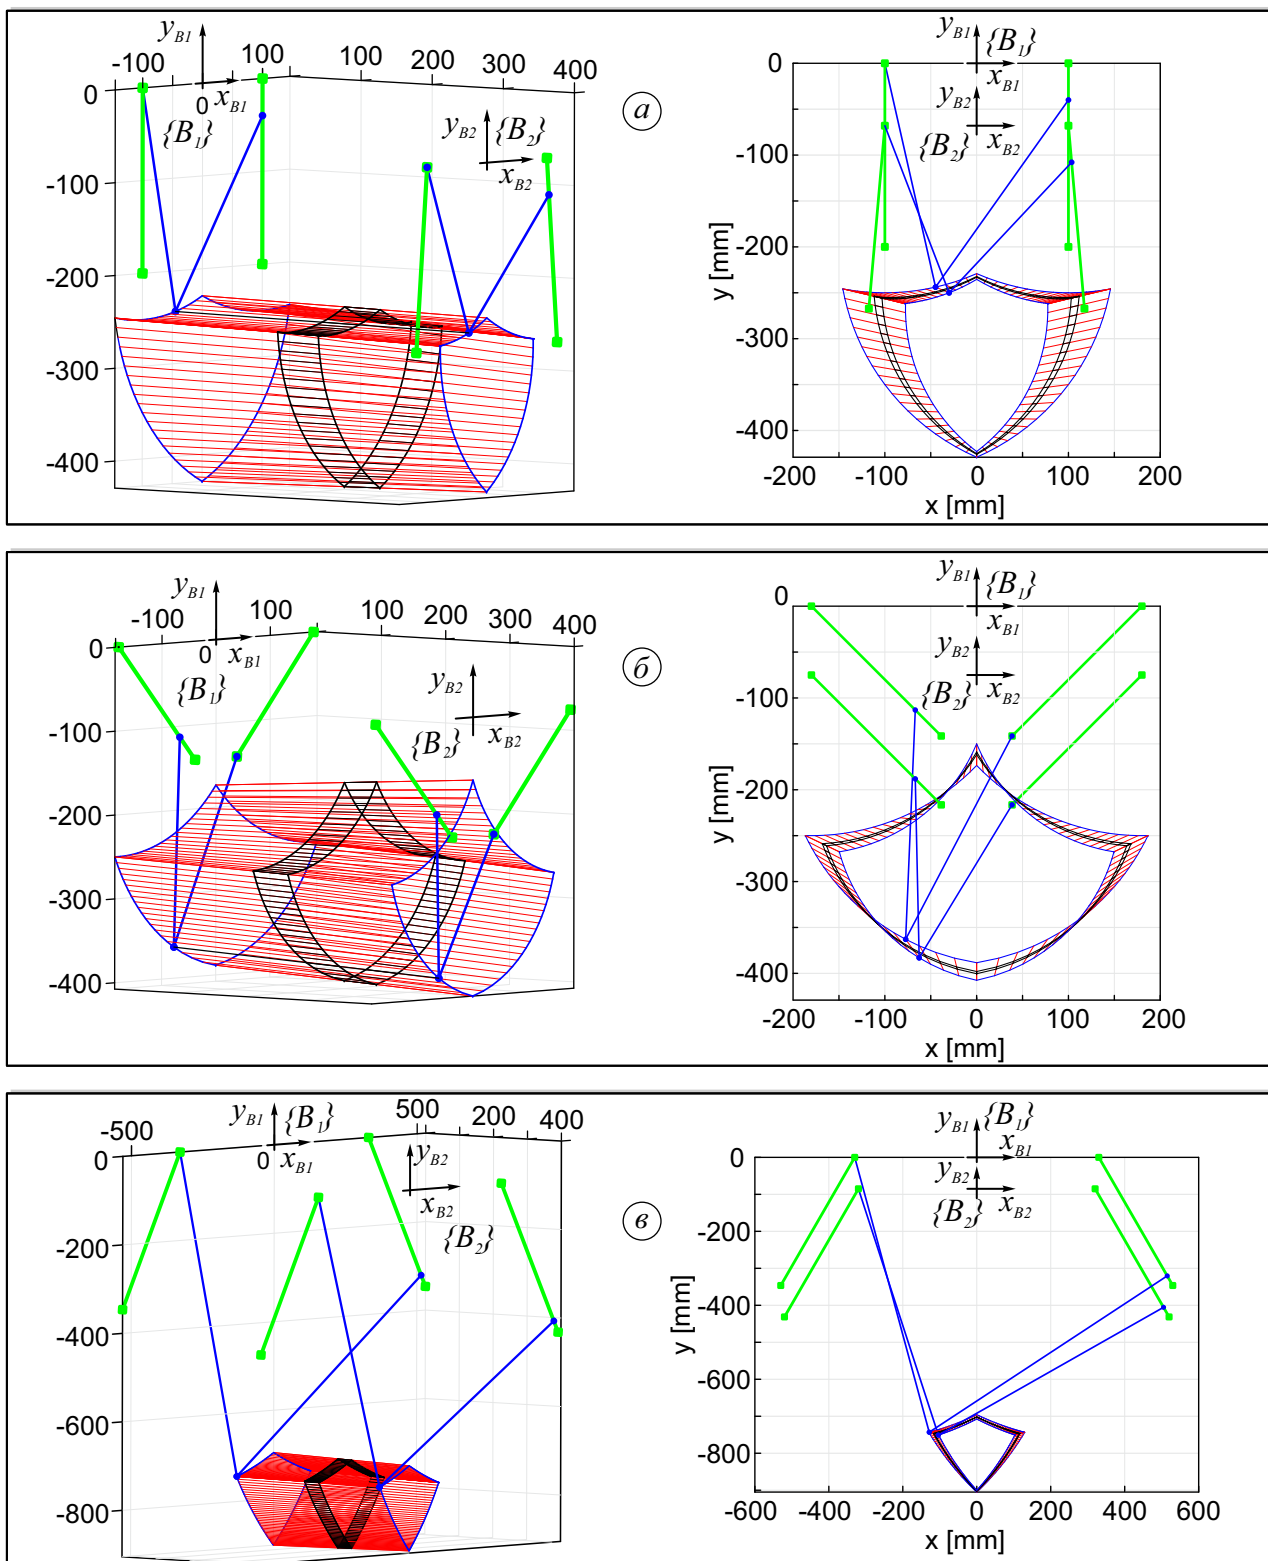 y_B1
-100 100 100 200 300 400
0 x_B1
0
{B_1}
y_B2 {B_2}
x_B2
-100
-200
-300
-400
а
y_B1 {B_1}
0 x_B1
y_B2
{B_2} x_B2
-100
-200
-300
-400
y [mm]
-200 -100 0 100 200
x [mm]
y_B1
-100 100 100 200 300 400
0 x_B1
0
{B_1}
y_B2
{B_2} x_B2
-100
-200
-300
-400
б
y_B1 {B_1}
0 x_B1
y_B2
{B_2} x_B2
-100
-200
-300
-400
y [mm]
-200 -100 0 100 200
x [mm]
y_B1 {B_1}
-500 500 200 400
0 x_B1
0
y_B2
x_B2
{B_2}
-200
-400
-600
-800
в
y_B1 {B_1}
x_B1
0
y_B2
{B_2} x_B2
-200
-400
-600
-800
y [mm]
-600 -400 -200 0 200 400 600
x [mm]